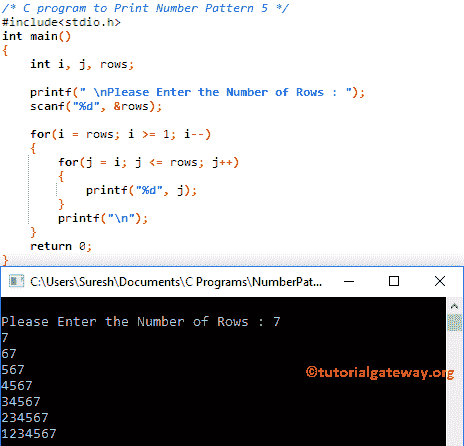 /* C program to Print Number Pattern 5 */
#include<stdio.h>
int main()
{
    int i, j, rows;

    printf(" \nPlease Enter the Number of Rows : ");
    scanf("%d", &rows);

    for(i = rows; i >= 1; i--)
    {
        for(j = i; j <= rows; j++)
        {
            printf("%d", j);
        }
        printf("\n");
    }
    return 0;
}
C:\Users\Suresh\Documents\C Programs\NumberPat...
Please Enter the Number of Rows : 7
7
67
567
4567
©tutorialgateway.org
34567
234567
1234567